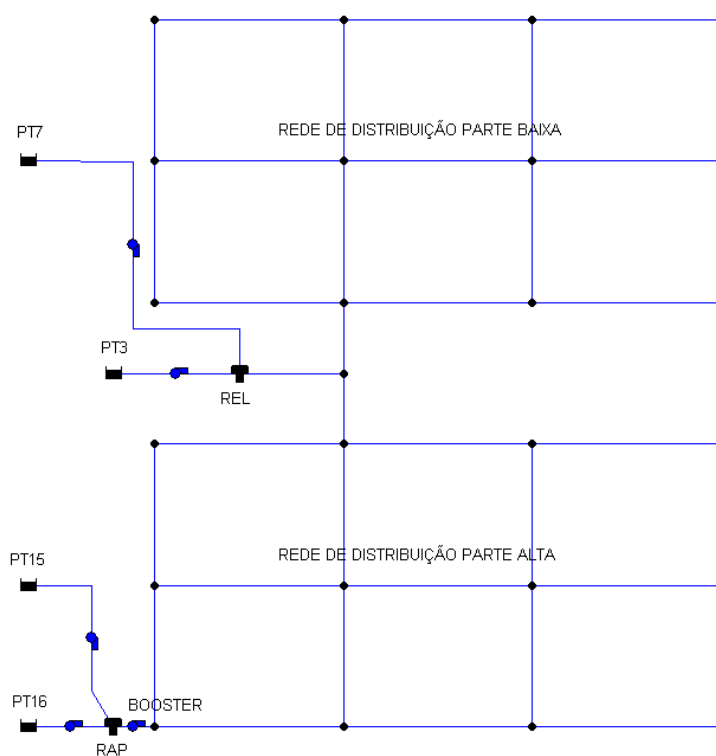 REDE DE DISTRIBUIÇÃO PARTE BAIXA
PT7
PT3
REL
REDE DE DISTRIBUIÇÃO PARTE ALTA
PT15
PT16
BOOSTER
RAP